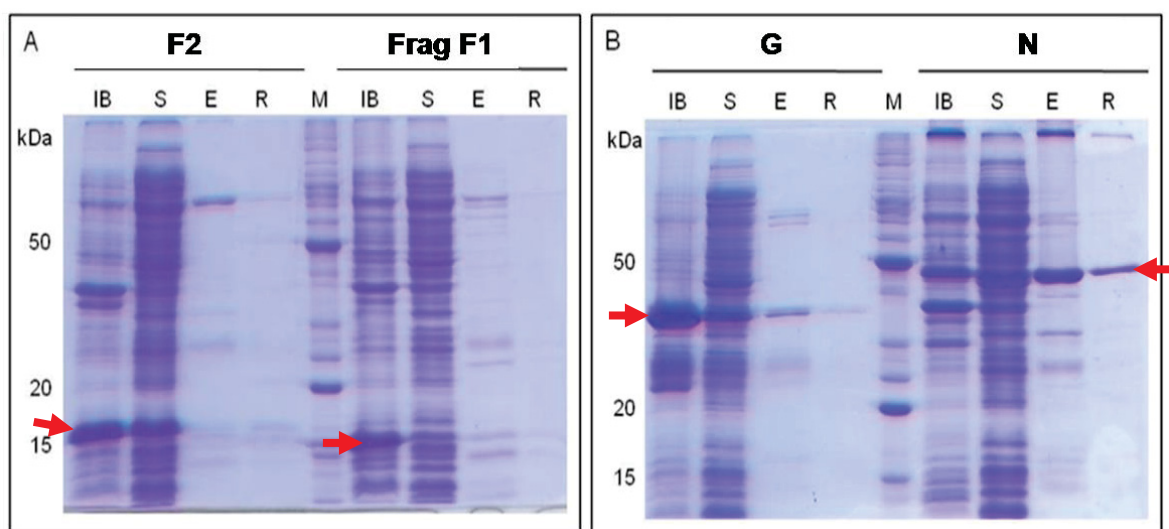 A F2 Frag F1
IB S E R M IB S E R
kDa
50
20
15
B G N
IB S E R M IB S E R
kDa
50
20
15